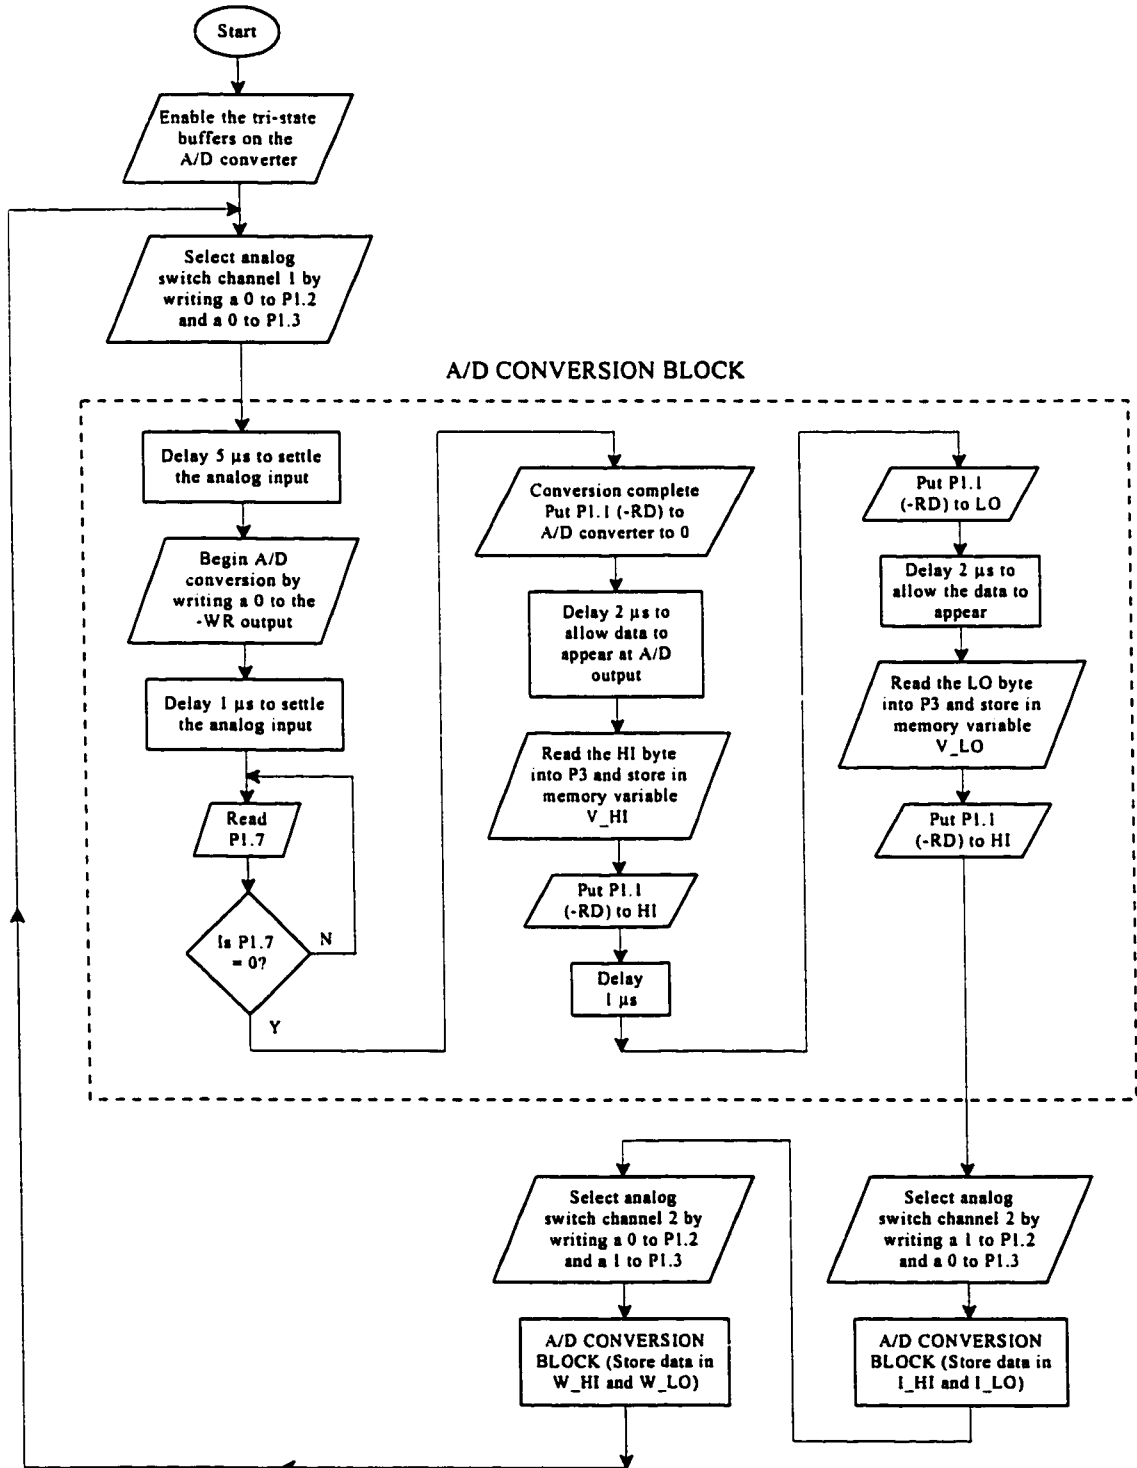 Start
Enable the tri-state
buffers on the
A/D converter
Select analog
switch channel 1 by
writing a 0 to P1.2
and a 0 to P1.3
A/D CONVERSION BLOCK
Delay 5 µs to settle
the analog input
Begin A/D
conversion by
writing a 0 to the
-WR output
Delay 1 µs to settle
the analog input
Read
P1.7
Is P1.7
= 0?
N
Y
Conversion complete
Put P1.1 (-RD) to
A/D converter to 0
Delay 2 µs to
allow data to
appear at A/D
output
Read the HI byte
into P3 and store in
memory variable
V_HI
Put P1.1
(-RD) to HI
Delay
1 µs
Put P1.1
(-RD) to LO
Delay 2 µs to
allow the data to
appear
Read the LO byte
into P3 and store in
memory variable
V_LO
Put P1.1
(-RD) to HI
Select analog
switch channel 2 by
writing a 1 to P1.2
and a 0 to P1.3
A/D CONVERSION
BLOCK (Store data in
I_HI and I_LO)
Select analog
switch channel 2 by
writing a 0 to P1.2
and a 1 to P1.3
A/D CONVERSION
BLOCK (Store data in
W_HI and W_LO)